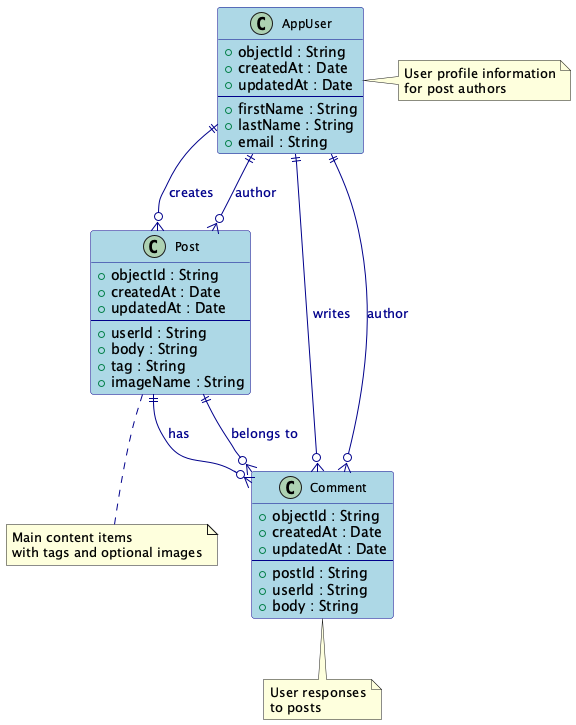 C AppUser
objectId : String
createdAt : Date
updatedAt : Date
firstName : String
lastName : String
email : String
User profile information
for post authors
creates
author
C Post
objectId : String
createdAt : Date
updatedAt : Date
userId : String
body : String
tag : String
imageName : String
writes
author
has
belongs to
C Comment
objectId : String
createdAt : Date
updatedAt : Date
postId : String
userId : String
body : String
Main content items
with tags and optional images
User responses
to posts